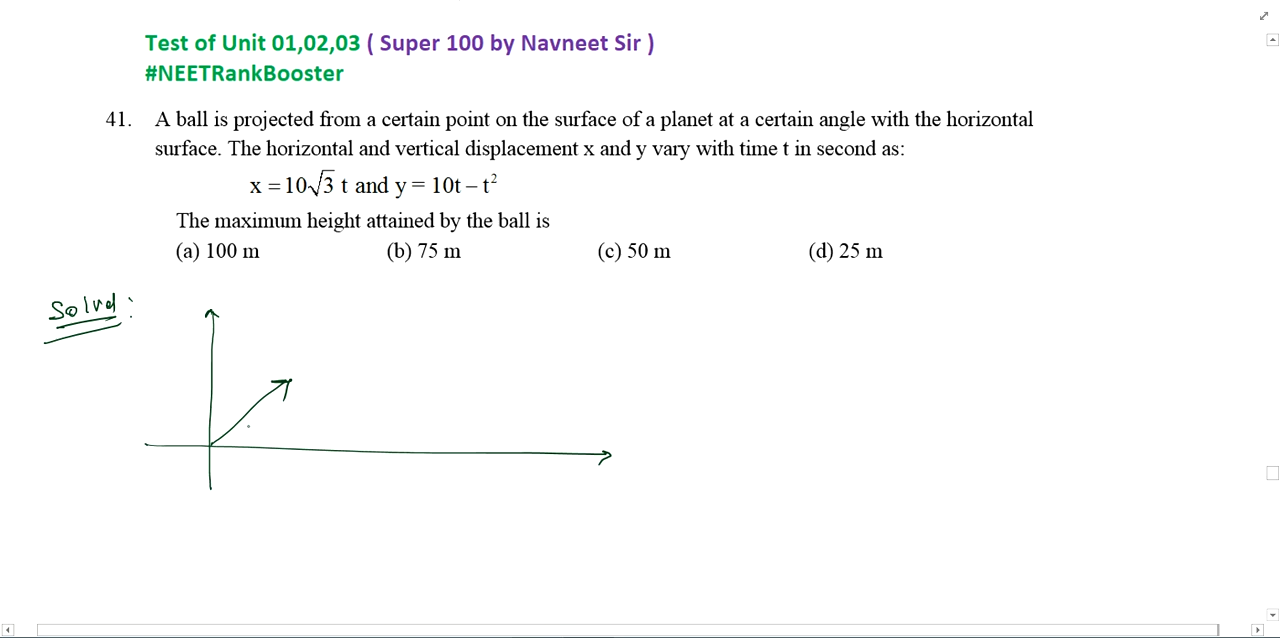 Test of Unit 01,02,03 ( Super 100 by Navneet Sir )
#NEETRankBooster
41. A ball is projected from a certain point on the surface of a planet at a certain angle with the horizontal
surface. The horizontal and vertical displacement x and y vary with time t in second as:
x = 10√3 t and y = 10t – t²
The maximum height attained by the ball is
(a) 100 m (b) 75 m (c) 50 m (d) 25 m